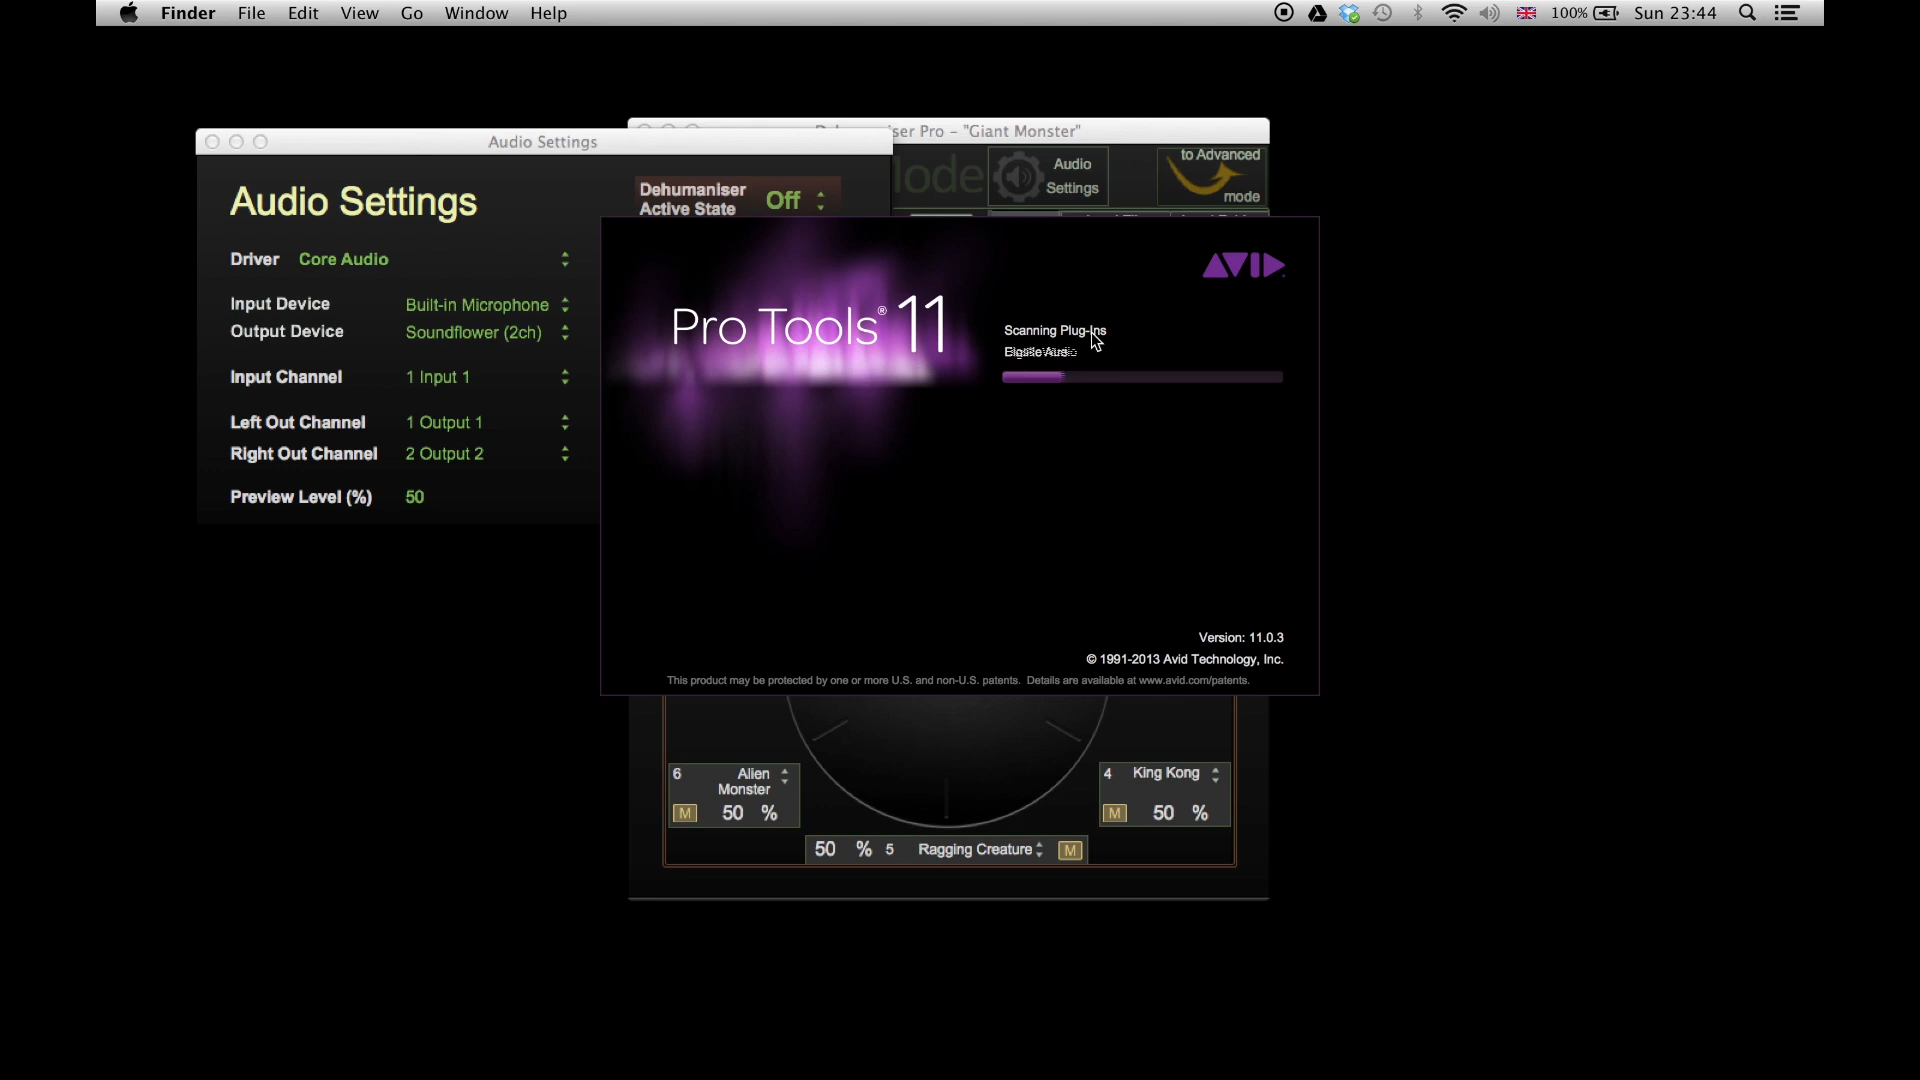 Finder File Edit View Go Window Help
100% Sun 23:44
Audio Settings
Pro - "Giant Monster"
Audio Settings
Dehumaniser
Active State
Off
Audio
Settings
to Advanced
mode
Driver Core Audio
Input Device Built-in Microphone
Output Device Soundflower (2ch)
Input Channel 1 Input 1
Left Out Channel 1 Output 1
Right Out Channel 2 Output 2
Preview Level (%) 50
AVID
Pro Tools® 11
Scanning Plug-Ins
Version: 11.0.3
© 1991-2013 Avid Technology, Inc.
This product may be protected by one or more U.S. and non-U.S. patents. Details are available at www.avid.com/patents.
6 Alien
Monster
M 50 %
4 King Kong
M 50 %
50 % 5 Ragging Creature M